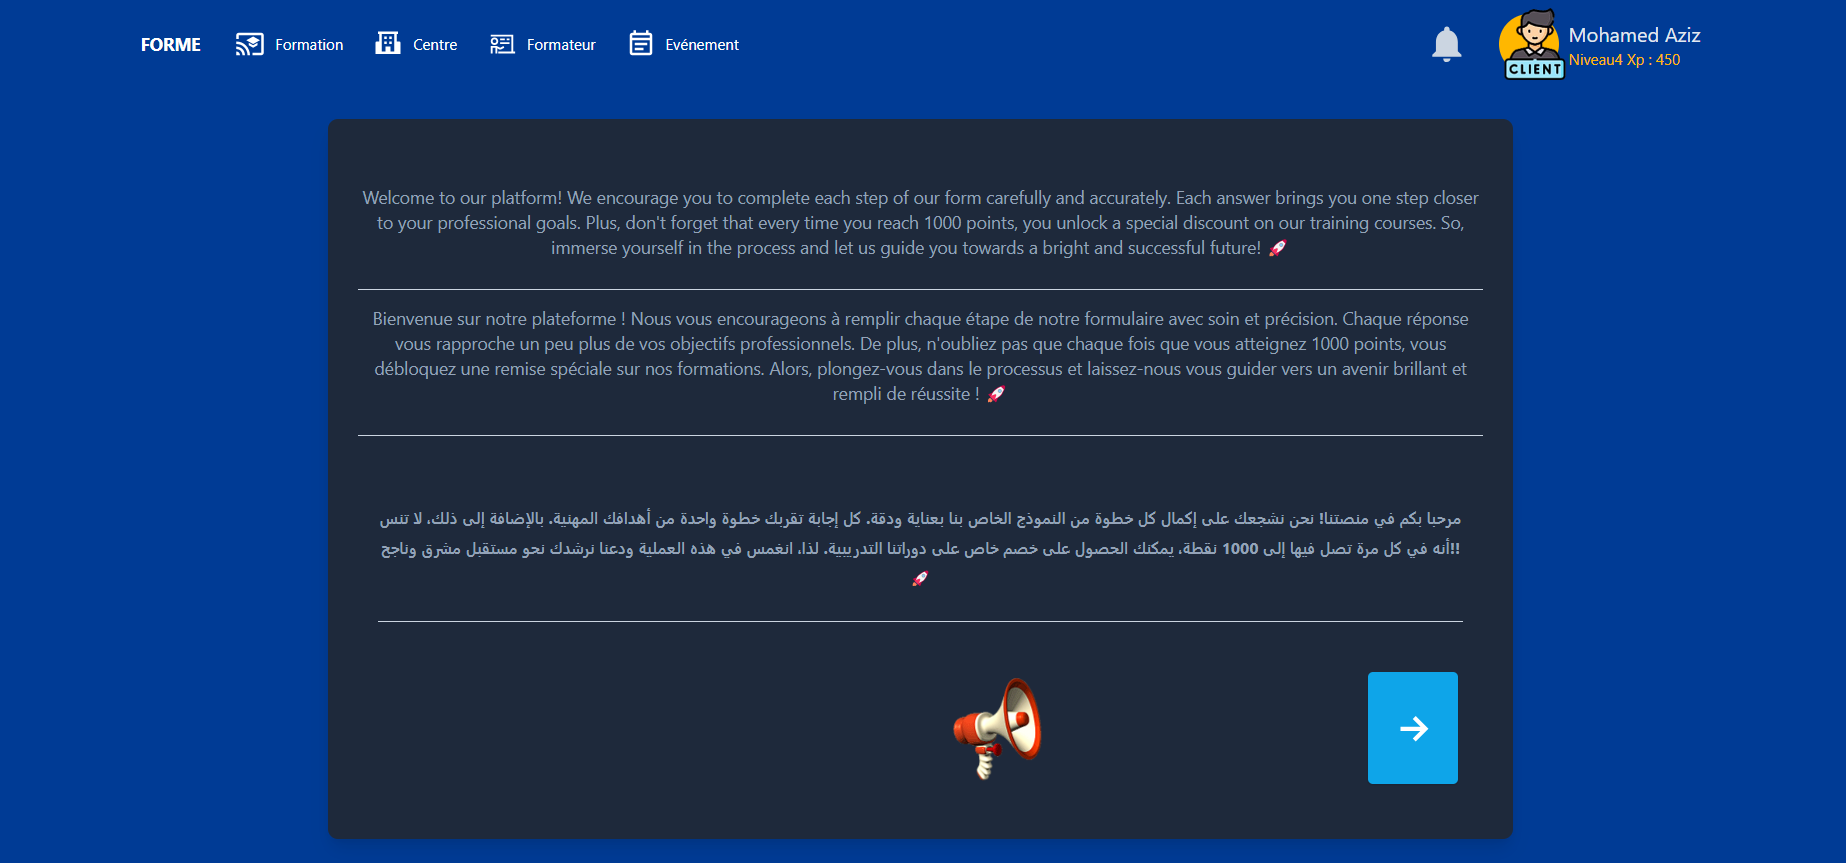 FORME
Formation
Centre
Formateur
Evénement
CLIENT
Mohamed Aziz
Niveau4 Xp : 450
Welcome to our platform! We encourage you to complete each step of our form carefully and accurately. Each answer brings you one step closer
to your professional goals. Plus, don't forget that every time you reach 1000 points, you unlock a special discount on our training courses. So,
immerse yourself in the process and let us guide you towards a bright and successful future! 🚀
Bienvenue sur notre plateforme ! Nous vous encourageons à remplir chaque étape de notre formulaire avec soin et précision. Chaque réponse
vous rapproche un peu plus de vos objectifs professionnels. De plus, n'oubliez pas que chaque fois que vous atteignez 1000 points, vous
débloquez une remise spéciale sur nos formations. Alors, plongez-vous dans le processus et laissez-nous vous guider vers un avenir brillant et
rempli de réussite ! 🚀
مرحبا بكم في منصتنا! نحن نشجعك على إكمال كل خطوة من النموذج الخاص بنا بعناية ودقة. كل إجابة تقربك خطوة واحدة من أهدافك المهنية. بالإضافة إلى ذلك، لا تنس
!!أنه في كل مرة تصل فيها إلى 1000 نقطة، يمكنك الحصول على خصم خاص على دوراتنا التدريبية. لذا، انغمس في هذه العملية ودعنا نرشدك نحو مستقبل مشرق وناجح
🚀